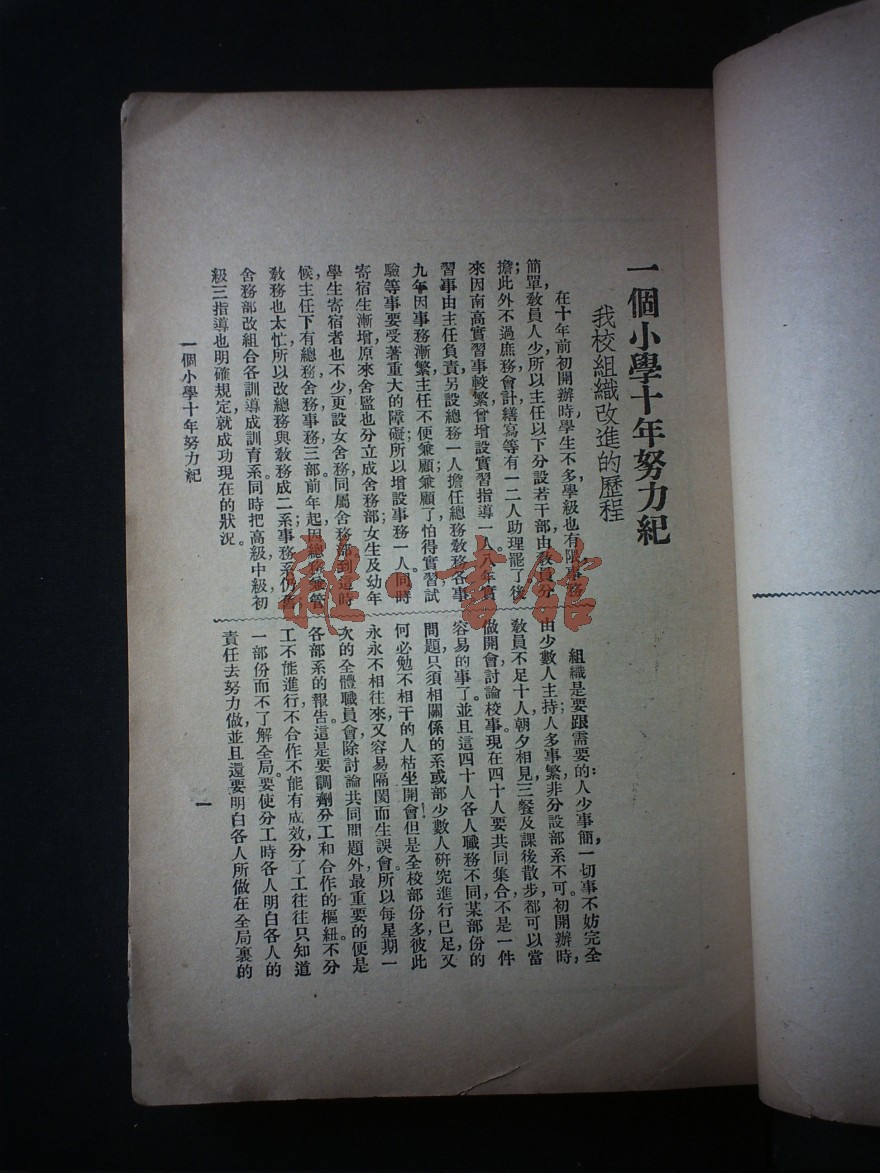 一個小學十年努力紀
我校組織改進的歷程
在十年前初開辦時，學生不多，學級也有限，事務
簡單，教員人少，所以主任以下分設若干部，由教員分
擔；此外不過庶務會計繕寫等有一二人助理罷了。後
來因南高實習事較繁，曾增設實習指導一人。八年實
習事由主任負責，另設總務一人，擔任總務教務各事
九年因事務漸繁，主任不便兼顧，兼顧了怕得實習試
驗等事要受著重大的障礙，所以增設事務一人；同時
寄宿生漸增，原來舍監也分立成舍務部；女生及幼年
學生寄宿者也不少，更設女舍務，同屬舍務部；到這時
候，主任下有總務舍務事務三部。前年起，因總務兼管
教務也太忙，所以改總務與教務成二系；事務系仍舊；
舍務部改組合各訓導成訓育系；同時把高級中級初
級三指導也明確規定，就成功現在的狀況。
組織是要跟需要的：人少事簡，一切事不妨完全
由少數人主持；人多事繁，非分設部系不可。初開辦時，
教員不足十人，朝夕相見，三餐及課後散步，都可以當
做開會討論校事。現在四十人要共同集合，不是一件
容易的事了。並且這四十人各人職務不同，某部份的
問題，只須相關係的系或部少數人研究進行已足，又
何必勉不相干的人枯坐開會！但是全校部份多，彼此
永永不相往來，又容易隔閡而生誤會。所以每星期一
次的全體職員會，除討論共同問題外，最重要的便是
各部系的報告。這是要調劑分工和合作的樞紐。不分
工不能進行，不合作不能有成效；分了工，往往只知道
一部份而不了解全局。要使分工時各人明白各人的
責任去努力做，並且還要明白各人所做在全局裏的
一個小學十年努力紀
一
雜·書館